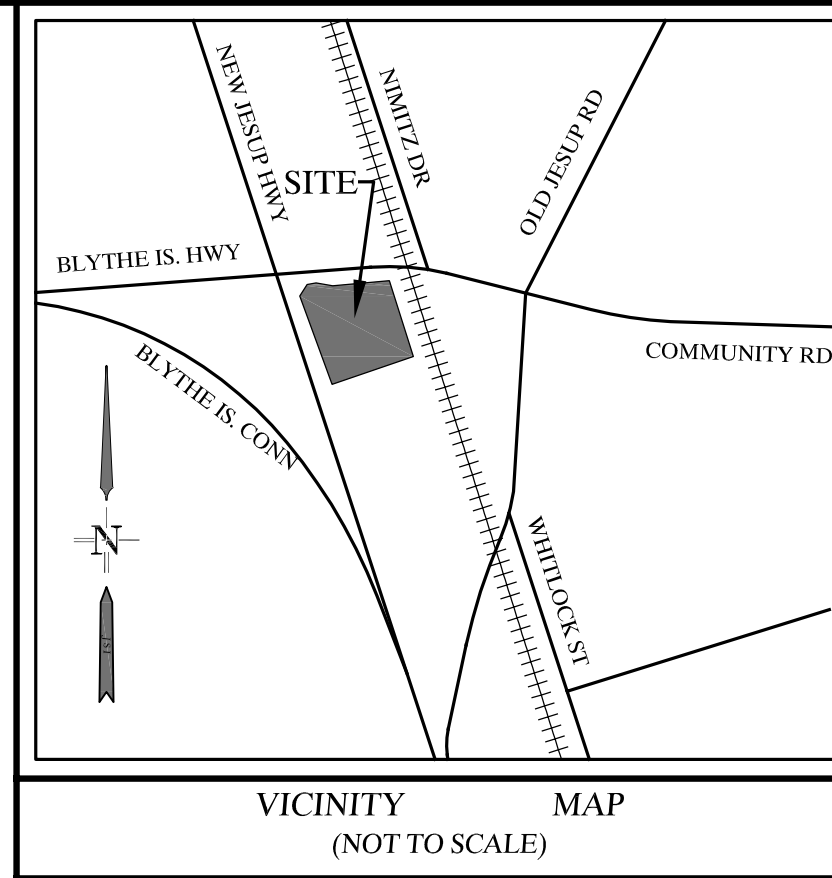 NEW JESUP HWY
NIMITZ DR
OLD JESUP RD
SITE
BLYTHE IS. HWY
COMMUNITY RD
BLYTHE IS. CONN
N
WHITLOCK ST
VICINITY MAP
(NOT TO SCALE)